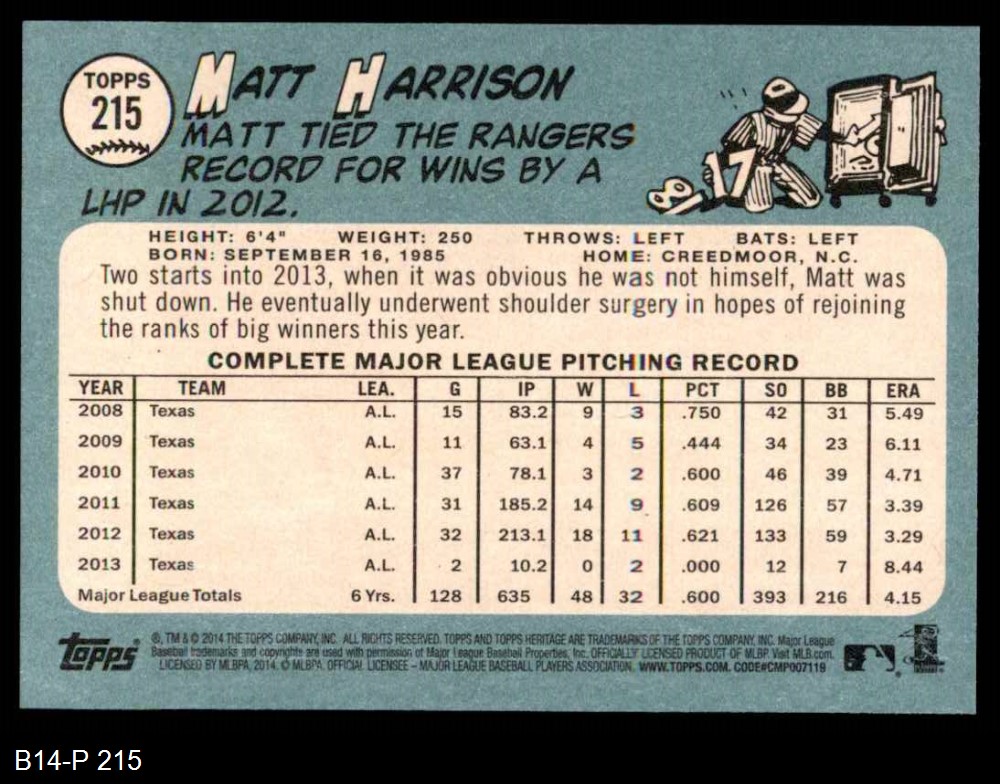 TOPPS
215
MATT HARRISON
MATT TIED THE RANGERS
RECORD FOR WINS BY A
LHP IN 2012.
17
8
HEIGHT: 6'4" WEIGHT: 250 THROWS: LEFT BATS: LEFT
BORN: SEPTEMBER 16, 1985 HOME: CREEDMOOR, N.C.
Two starts into 2013, when it was obvious he was not himself, Matt was
shut down. He eventually underwent shoulder surgery in hopes of rejoining
the ranks of big winners this year.
COMPLETE MAJOR LEAGUE PITCHING RECORD
YEAR TEAM LEA. G IP W L PCT SO BB ERA
2008 Texas A.L. 15 83.2 9 3 .750 42 31 5.49
2009 Texas A.L. 11 63.1 4 5 .444 34 23 6.11
2010 Texas A.L. 37 78.1 3 2 .600 46 39 4.71
2011 Texas A.L. 31 185.2 14 9 .609 126 57 3.39
2012 Texas A.L. 32 213.1 18 11 .621 133 59 3.29
2013 Texas A.L. 2 10.2 0 2 .000 12 7 8.44
Major League Totals 6 Yrs. 128 635 48 32 .600 393 216 4.15
Topps
®, TM & © 2014 THE TOPPS COMPANY, INC. ALL RIGHTS RESERVED. TOPPS AND TOPPS HERITAGE ARE TRADEMARKS OF THE TOPPS COMPANY, INC. Major League
Baseball trademarks and copyrights are used with permission of Major League Baseball Properties, Inc. OFFICIALLY LICENSED PRODUCT OF MLBP. Visit MLB.com.
LICENSED BY MLBPA, 2014. © MLBPA. OFFICIAL LICENSEE – MAJOR LEAGUE BASEBALL PLAYERS ASSOCIATION. WWW.TOPPS.COM. CODE#CMP007119
B14-P 215